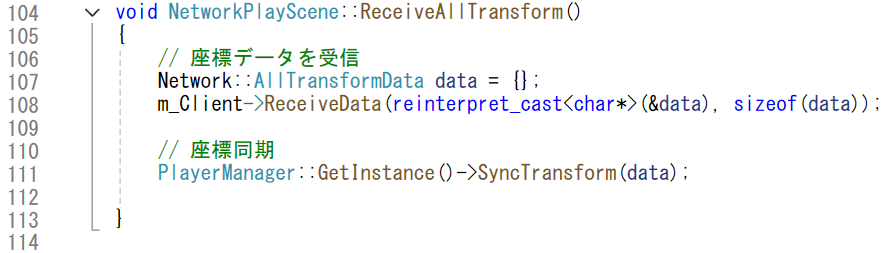 104 void NetworkPlayScene::ReceiveAllTransform()
105 {
106 // 座標データを受信
107 Network::AllTransformData data = {};
108 m_Client->ReceiveData(reinterpret_cast<char*>(&data), sizeof(data));
109
110 // 座標同期
111 PlayerManager::GetInstance()->SyncTransform(data);
112
113 }
114